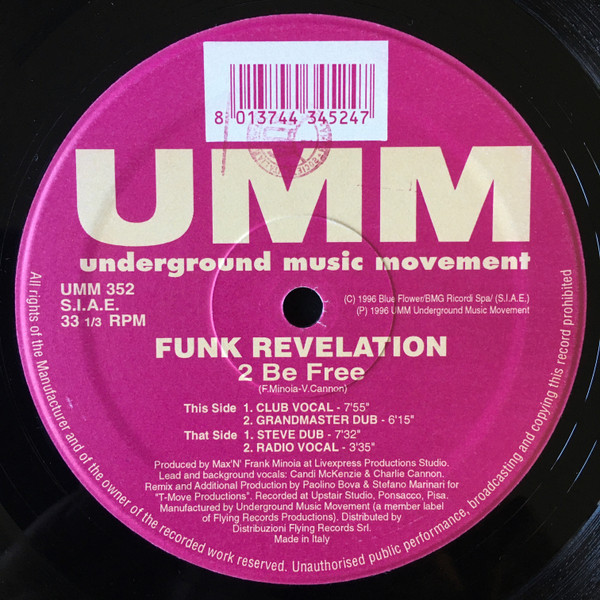 8 013744 345247
UMM
underground music movement
UMM 352
S.I.A.E.
33 1/3 RPM
(C) 1996 Blue Flower/BMG Ricordi Spa/ (S.I.A.E.)
(P) 1996 UMM Underground Music Movement
FUNK REVELATION
2 Be Free
(F.Minoia-V.Cannon)
This Side 1. CLUB VOCAL - 7'55"
2. GRANDMASTER DUB - 6'15"
That Side 1. STEVE DUB - 7'32"
2. RADIO VOCAL - 3'35"
Produced by Max'N' Frank Minoia at Livexpress Productions Studio.
Lead and background vocals: Candi McKenzie & Charlie Cannon.
Remix and Additional Production by Paolino Bova & Stefano Marinari for
"T-Move Productions". Recorded at Upstair Studio, Ponsacco, Pisa.
Manufactured by Underground Music Movement (a member label
of Flying Records Productions). Distributed by
Distribuzioni Flying Records Srl.
Made in Italy
All rights of the Manufacturer and of the owner of the recorded work reserved. Unauthorised public performance, broadcasting and copying this record prohibited